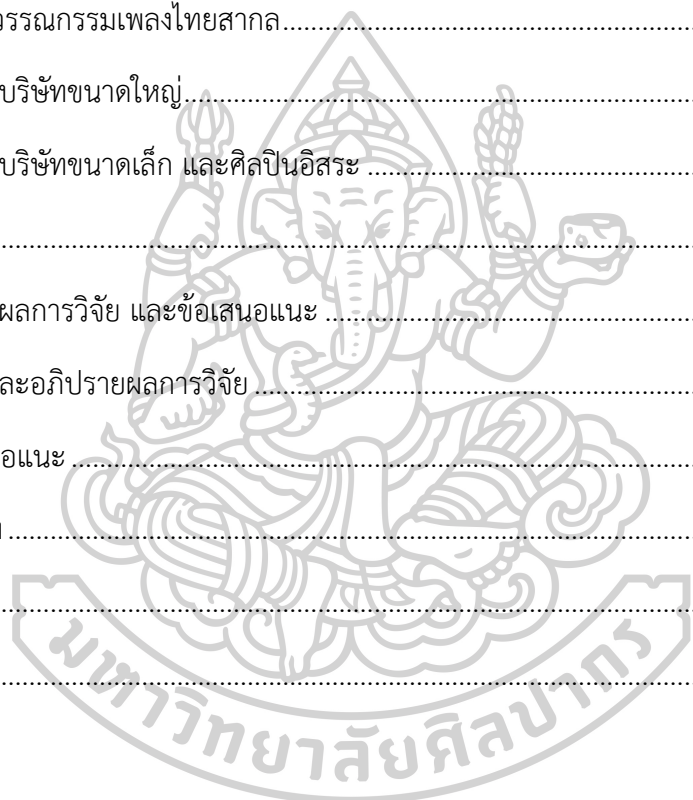 วรรณกรรมเพลงไทยสากล
บริษัทขนาดใหญ่
บริษัทขนาดเล็ก และศิลปินอิสระ
ผลการวิจัย และข้อเสนอแนะ
ละอภิปรายผลการวิจัย
อแนะ
มหาวิทยาลัยศิลปากร